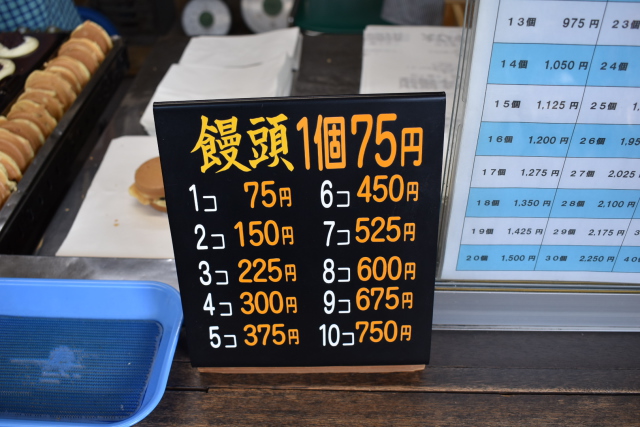 饅頭1個75円
1コ 75円 6コ 450円
2コ 150円 7コ 525円
3コ 225円 8コ 600円
4コ 300円 9コ 675円
5コ 375円 10コ 750円
13個 975円 23個
14個 1,050円 24個
15個 1,125円 25個
16個 1,200円 26個 1,95
17個 1,275円 27個 2,025
18個 1,350円 28個 2,100円
19個 1,425円 29個 2,175円 3
20個 1,500円 30個 2,250円 40